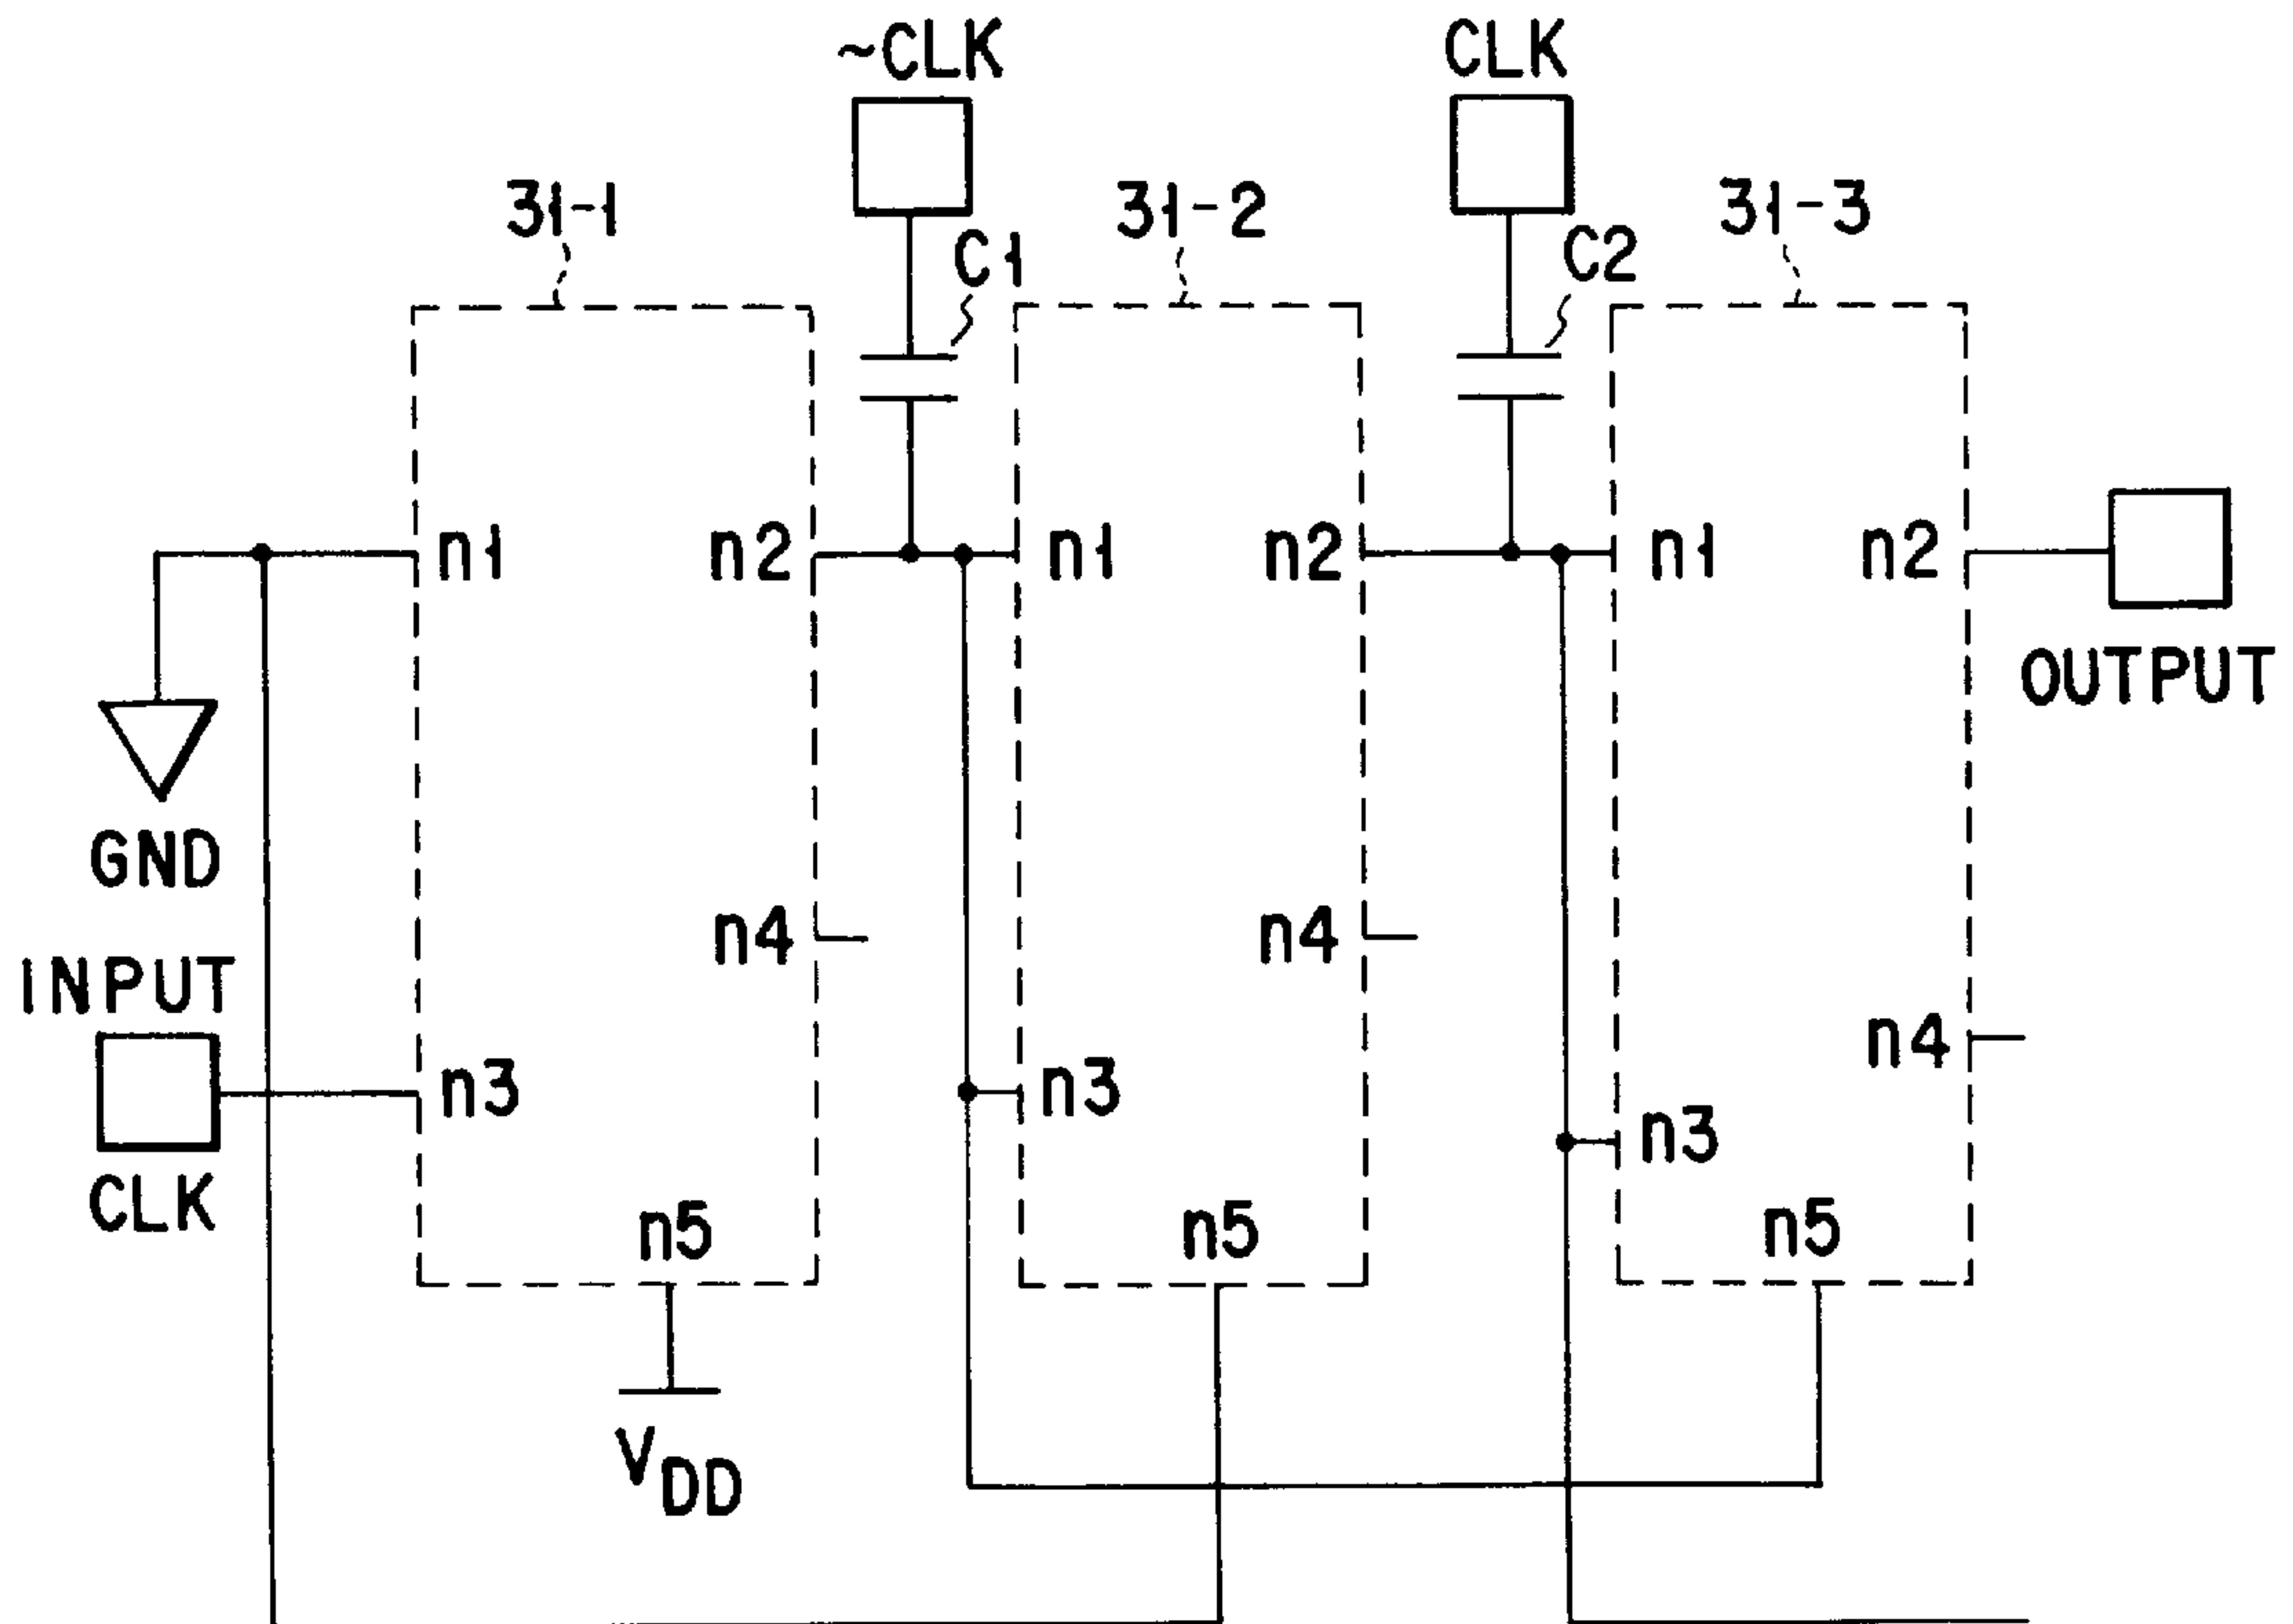 ~CLK
CLK
31-1
C1
31-2
C2
31-3
n1
n2
n1
n2
n1
n2
OUTPUT
GND
n4
n4
INPUT
n4
n3
n3
n3
CLK
n5
n5
n5
VDD